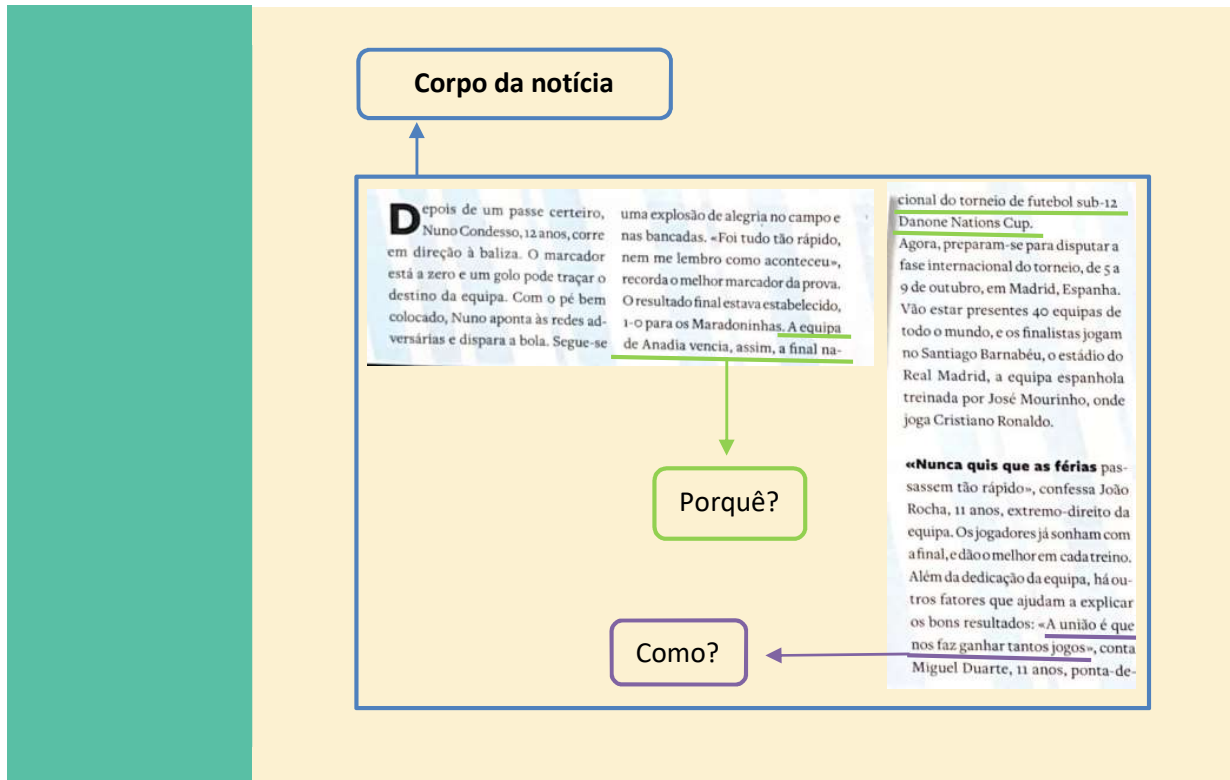 Corpo da notícia
Depois de um passe certeiro,
Nuno Condesso, 12 anos, corre
em direção à baliza. O marcador
está a zero e um golo pode traçar o
destino da equipa. Com o pé bem
colocado, Nuno aponta às redes ad-
versárias e dispara a bola. Segue-se
uma explosão de alegria no campo e
nas bancadas. «Foi tudo tão rápido,
nem me lembro como aconteceu»,
recorda o melhor marcador da prova.
O resultado final estava estabelecido,
1-0 para os Maradoninhas. A equipa
de Anadia vencia, assim, a final na-
cional do torneio de futebol sub-12
Danone Nations Cup.
Agora, preparam-se para disputar a
fase internacional do torneio, de 5 a
9 de outubro, em Madrid, Espanha.
Vão estar presentes 40 equipas de
todo o mundo, e os finalistas jogam
no Santiago Barnabéu, o estádio do
Real Madrid, a equipa espanhola
treinada por José Mourinho, onde
joga Cristiano Ronaldo.
«Nunca quis que as férias pas-
sassem tão rápido», confessa João
Rocha, 11 anos, extremo-direito da
equipa. Os jogadores já sonham com
a final, e dão o melhor em cada treino.
Além da dedicação da equipa, há ou-
tros fatores que ajudam a explicar
os bons resultados: «A união é que
nos faz ganhar tantos jogos», conta
Miguel Duarte, 11 anos, ponta-de-
Porquê?
Como?